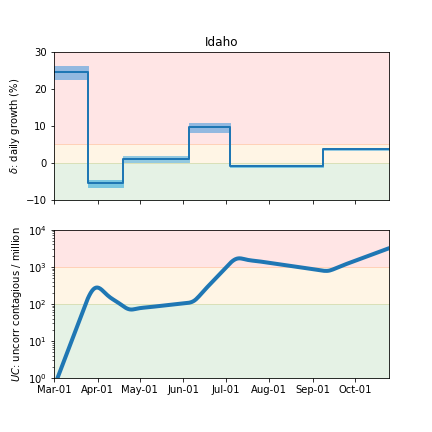 Idaho
30
20
10
0
−10
δ: daily growth (%)
10⁴
10³
10²
10¹
10⁰
UC: uncorr contagious / million
Mar-01 Apr-01 May-01 Jun-01 Jul-01 Aug-01 Sep-01 Oct-01